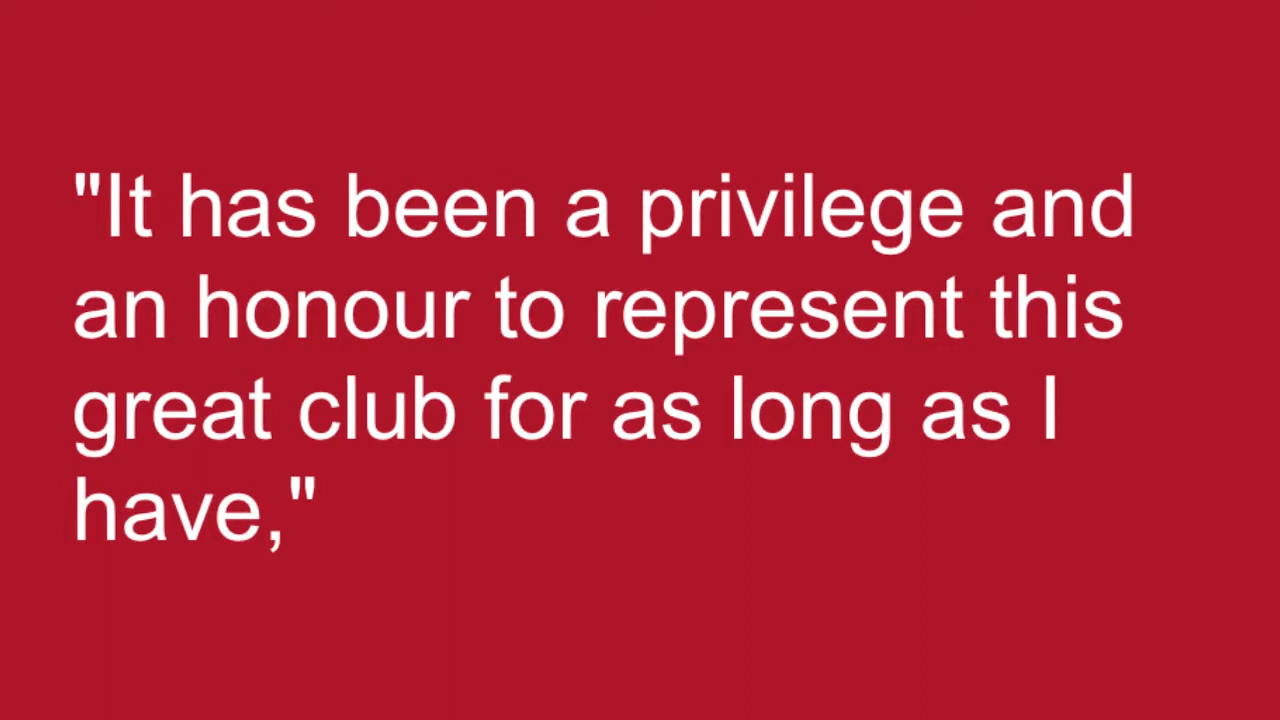 "It has been a privilege and
an honour to represent this
great club for as long as I
have,"